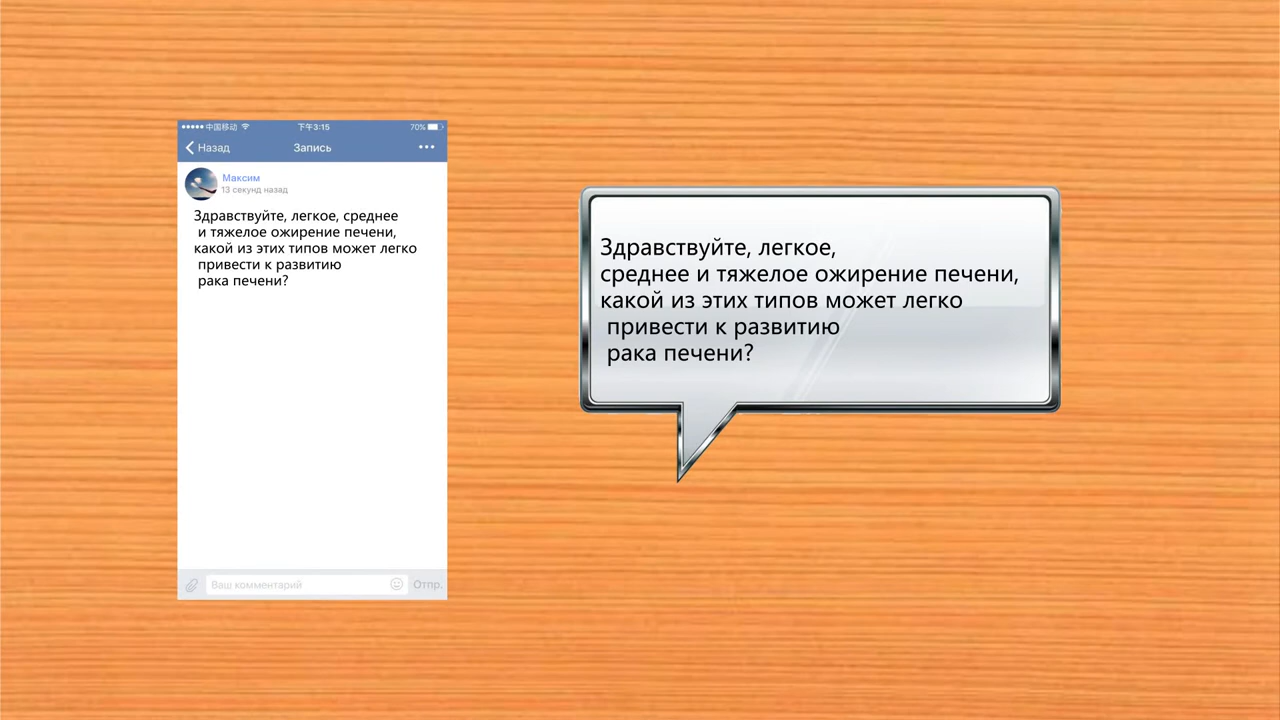 中国移动 下午3:15 70%
Назад Запись
Максим
13 секунд назад
Здравствуйте, легкое, среднее
и тяжелое ожирение печени,
какой из этих типов может легко
привести к развитию
рака печени?
Ваш комментарий Отпр.
Здравствуйте, легкое,
среднее и тяжелое ожирение печени,
какой из этих типов может легко
привести к развитию
рака печени?